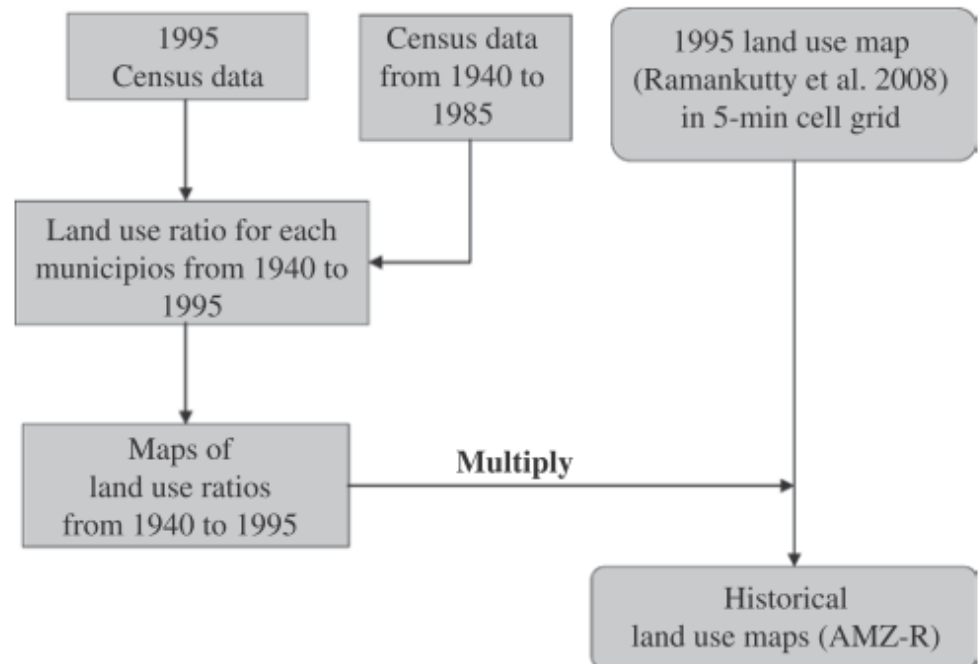 1995
Census data
Census data
from 1940 to
1985
1995 land use map
(Ramankutty et al. 2008)
in 5-min cell grid
Land use ratio for each
municipios from 1940 to
1995
Maps of
land use ratios
from 1940 to 1995
Multiply
Historical
land use maps (AMZ-R)